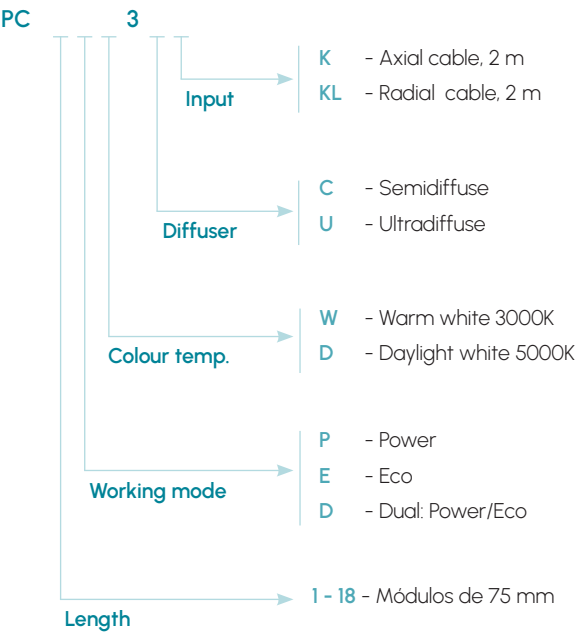 PC 3
K - Axial cable, 2 m
KL - Radial cable, 2 m
Input
C - Semidiffuse
U - Ultradiffuse
Diffuser
W - Warm white 3000K
D - Daylight white 5000K
Colour temp.
P - Power
E - Eco
D - Dual: Power/Eco
Working mode
1 - 18 - Módulos de 75 mm
Length